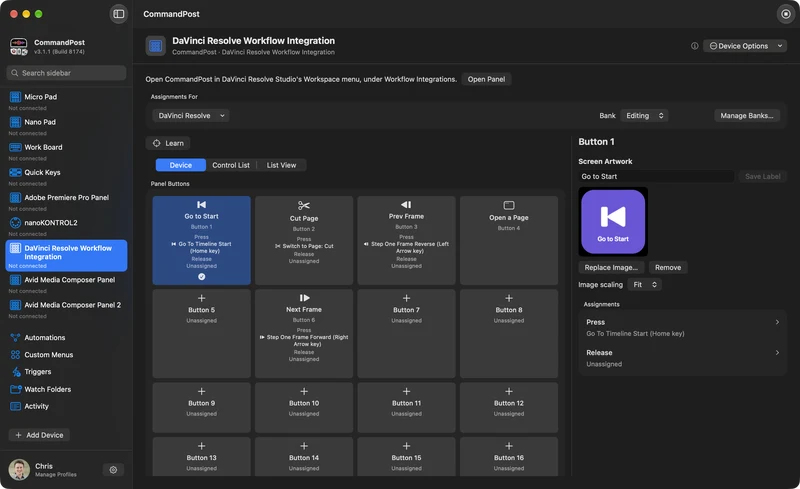 CommandPost
CommandPost
v3.1.1 (Build 8174)
Search sidebar
Micro Pad
Not connected
Nano Pad
Not connected
Work Board
Not connected
Quick Keys
Not connected
Adobe Premiere Pro Panel
Not connected
nanoKONTROL2
Not connected
DaVinci Resolve Workflow
Integration
Not connected
Avid Media Composer Panel
Not connected
Avid Media Composer Panel 2
Not connected
Automations
Custom Menus
Triggers
Watch Folders
Activity
Add Device
Chris
Manage Profiles
DaVinci Resolve Workflow Integration
CommandPost · DaVinci Resolve Workflow Integration
Device Options
Open CommandPost in DaVinci Resolve Studio's Workspace menu, under Workflow Integrations.
Open Panel
Assignments For
DaVinci Resolve
Bank
Editing
Manage Banks...
Learn
Device
Control List
List View
Panel Buttons
Go to Start
Button 1
Press
Go To Timeline Start
(Home key)
Release
Unassigned
Cut Page
Button 2
Press
Switch to Page: Cut
Release
Unassigned
Prev Frame
Button 3
Press
Step One Frame Reverse (Left
Arrow key)
Release
Unassigned
Open a Page
Button 4
Button 5
Unassigned
Next Frame
Button 6
Press
Step One Frame Forward (Right
Arrow key)
Release
Unassigned
Button 7
Unassigned
Button 8
Unassigned
Button 9
Unassigned
Button 10
Unassigned
Button 11
Unassigned
Button 12
Unassigned
Button 13
Unassigned
Button 14
Unassigned
Button 15
Unassigned
Button 16
Unassigned
Button 1
Screen Artwork
Go to Start
Save Label
Go to Start
Replace Image...
Remove
Image scaling
Fit
Assignments
Press
Go To Timeline Start (Home key)
Release
Unassigned